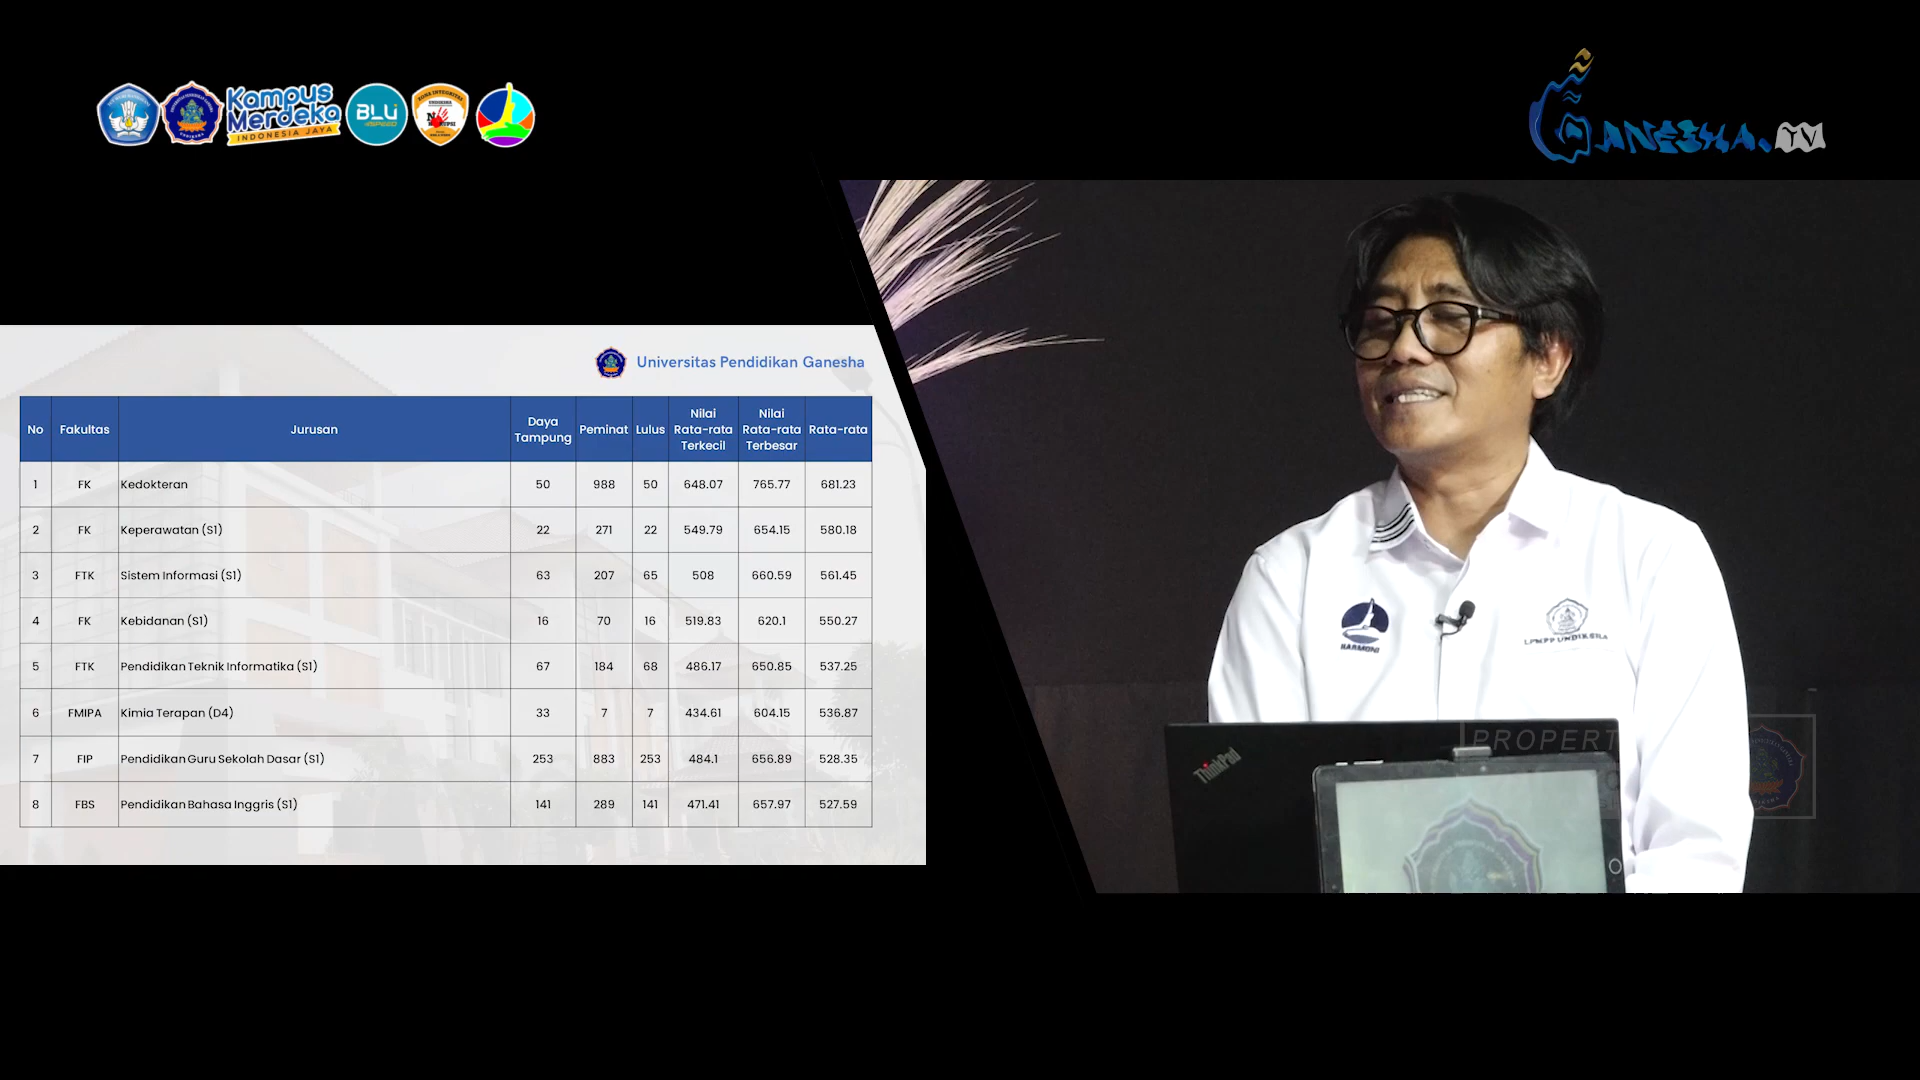 Kampus
Merdeka
INDONESIA JAYA
BLU
SPEED
ZONA INTEGRITAS
UNDIKSHA
GANESHA.TV
Universitas Pendidikan Ganesha
No Fakultas Jurusan Daya Tampung Peminat Lulus Nilai Rata-rata Terkecil Nilai Rata-rata Terbesar Rata-rata
1 FK Kedokteran 50 988 50 648.07 765.77 681.23
2 FK Keperawatan (S1) 22 271 22 549.79 654.15 580.18
3 FTK Sistem Informasi (S1) 63 207 65 508 660.59 561.45
4 FK Kebidanan (S1) 16 70 16 519.83 620.1 550.27
5 FTK Pendidikan Teknik Informatika (S1) 67 184 68 486.17 650.85 537.25
6 FMIPA Kimia Terapan (D4) 33 7 7 434.61 604.15 536.87
7 FIP Pendidikan Guru Sekolah Dasar (S1) 253 883 253 484.1 656.89 528.35
8 FBS Pendidikan Bahasa Inggris (S1) 141 289 141 471.41 657.97 527.59
HARMONI
LPMPP UNDIKSHA
ThinkPad
PROPERT